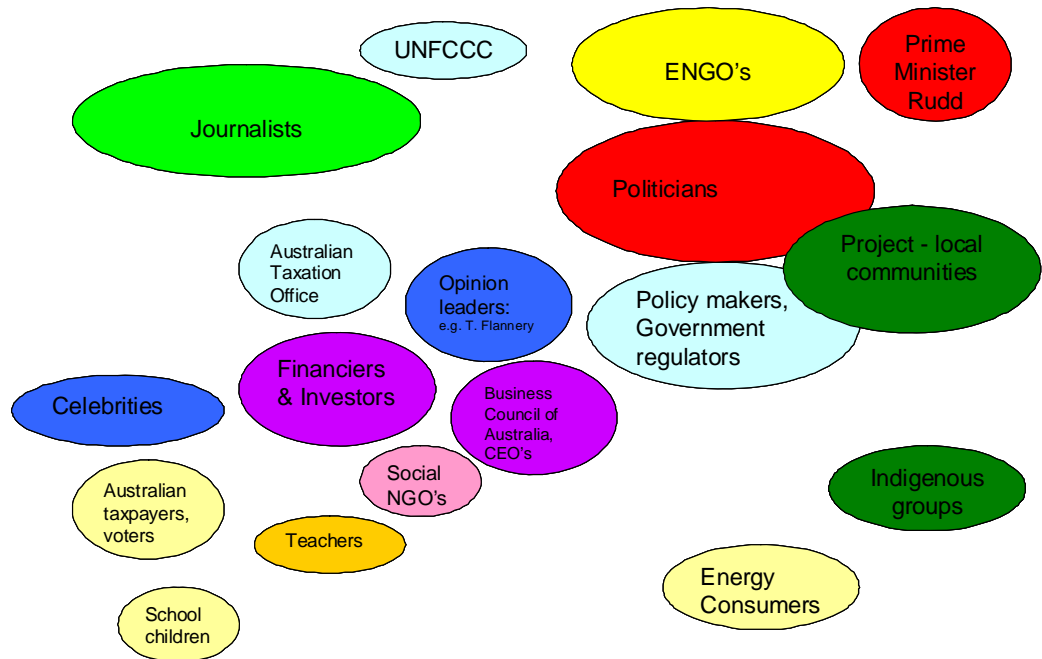 UNFCCC
ENGO's
Prime
Minister
Rudd
Journalists
Politicians
Project - local
communities
Australian
Taxation
Office
Opinion
leaders:
e.g. T. Flannery
Policy makers,
Government
regulators
Financiers
& Investors
Business
Council of
Australia,
CEO's
Celebrities
Social
NGO's
Indigenous
groups
Australian
taxpayers,
voters
Teachers
Energy
Consumers
School
children